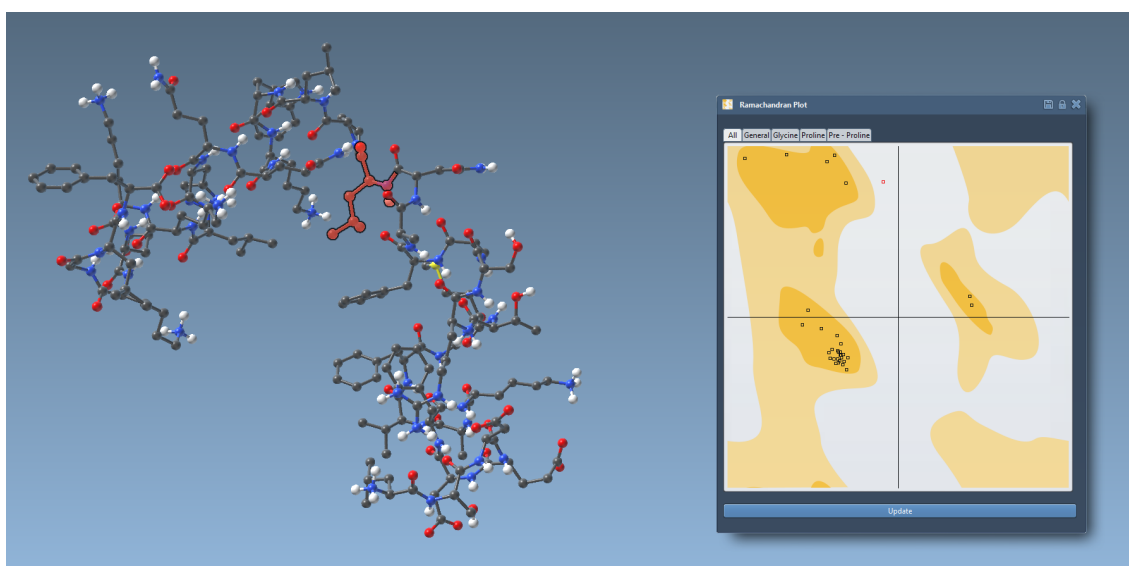 Ramachandran Plot
All General Glycine Proline Pre - Proline
Update